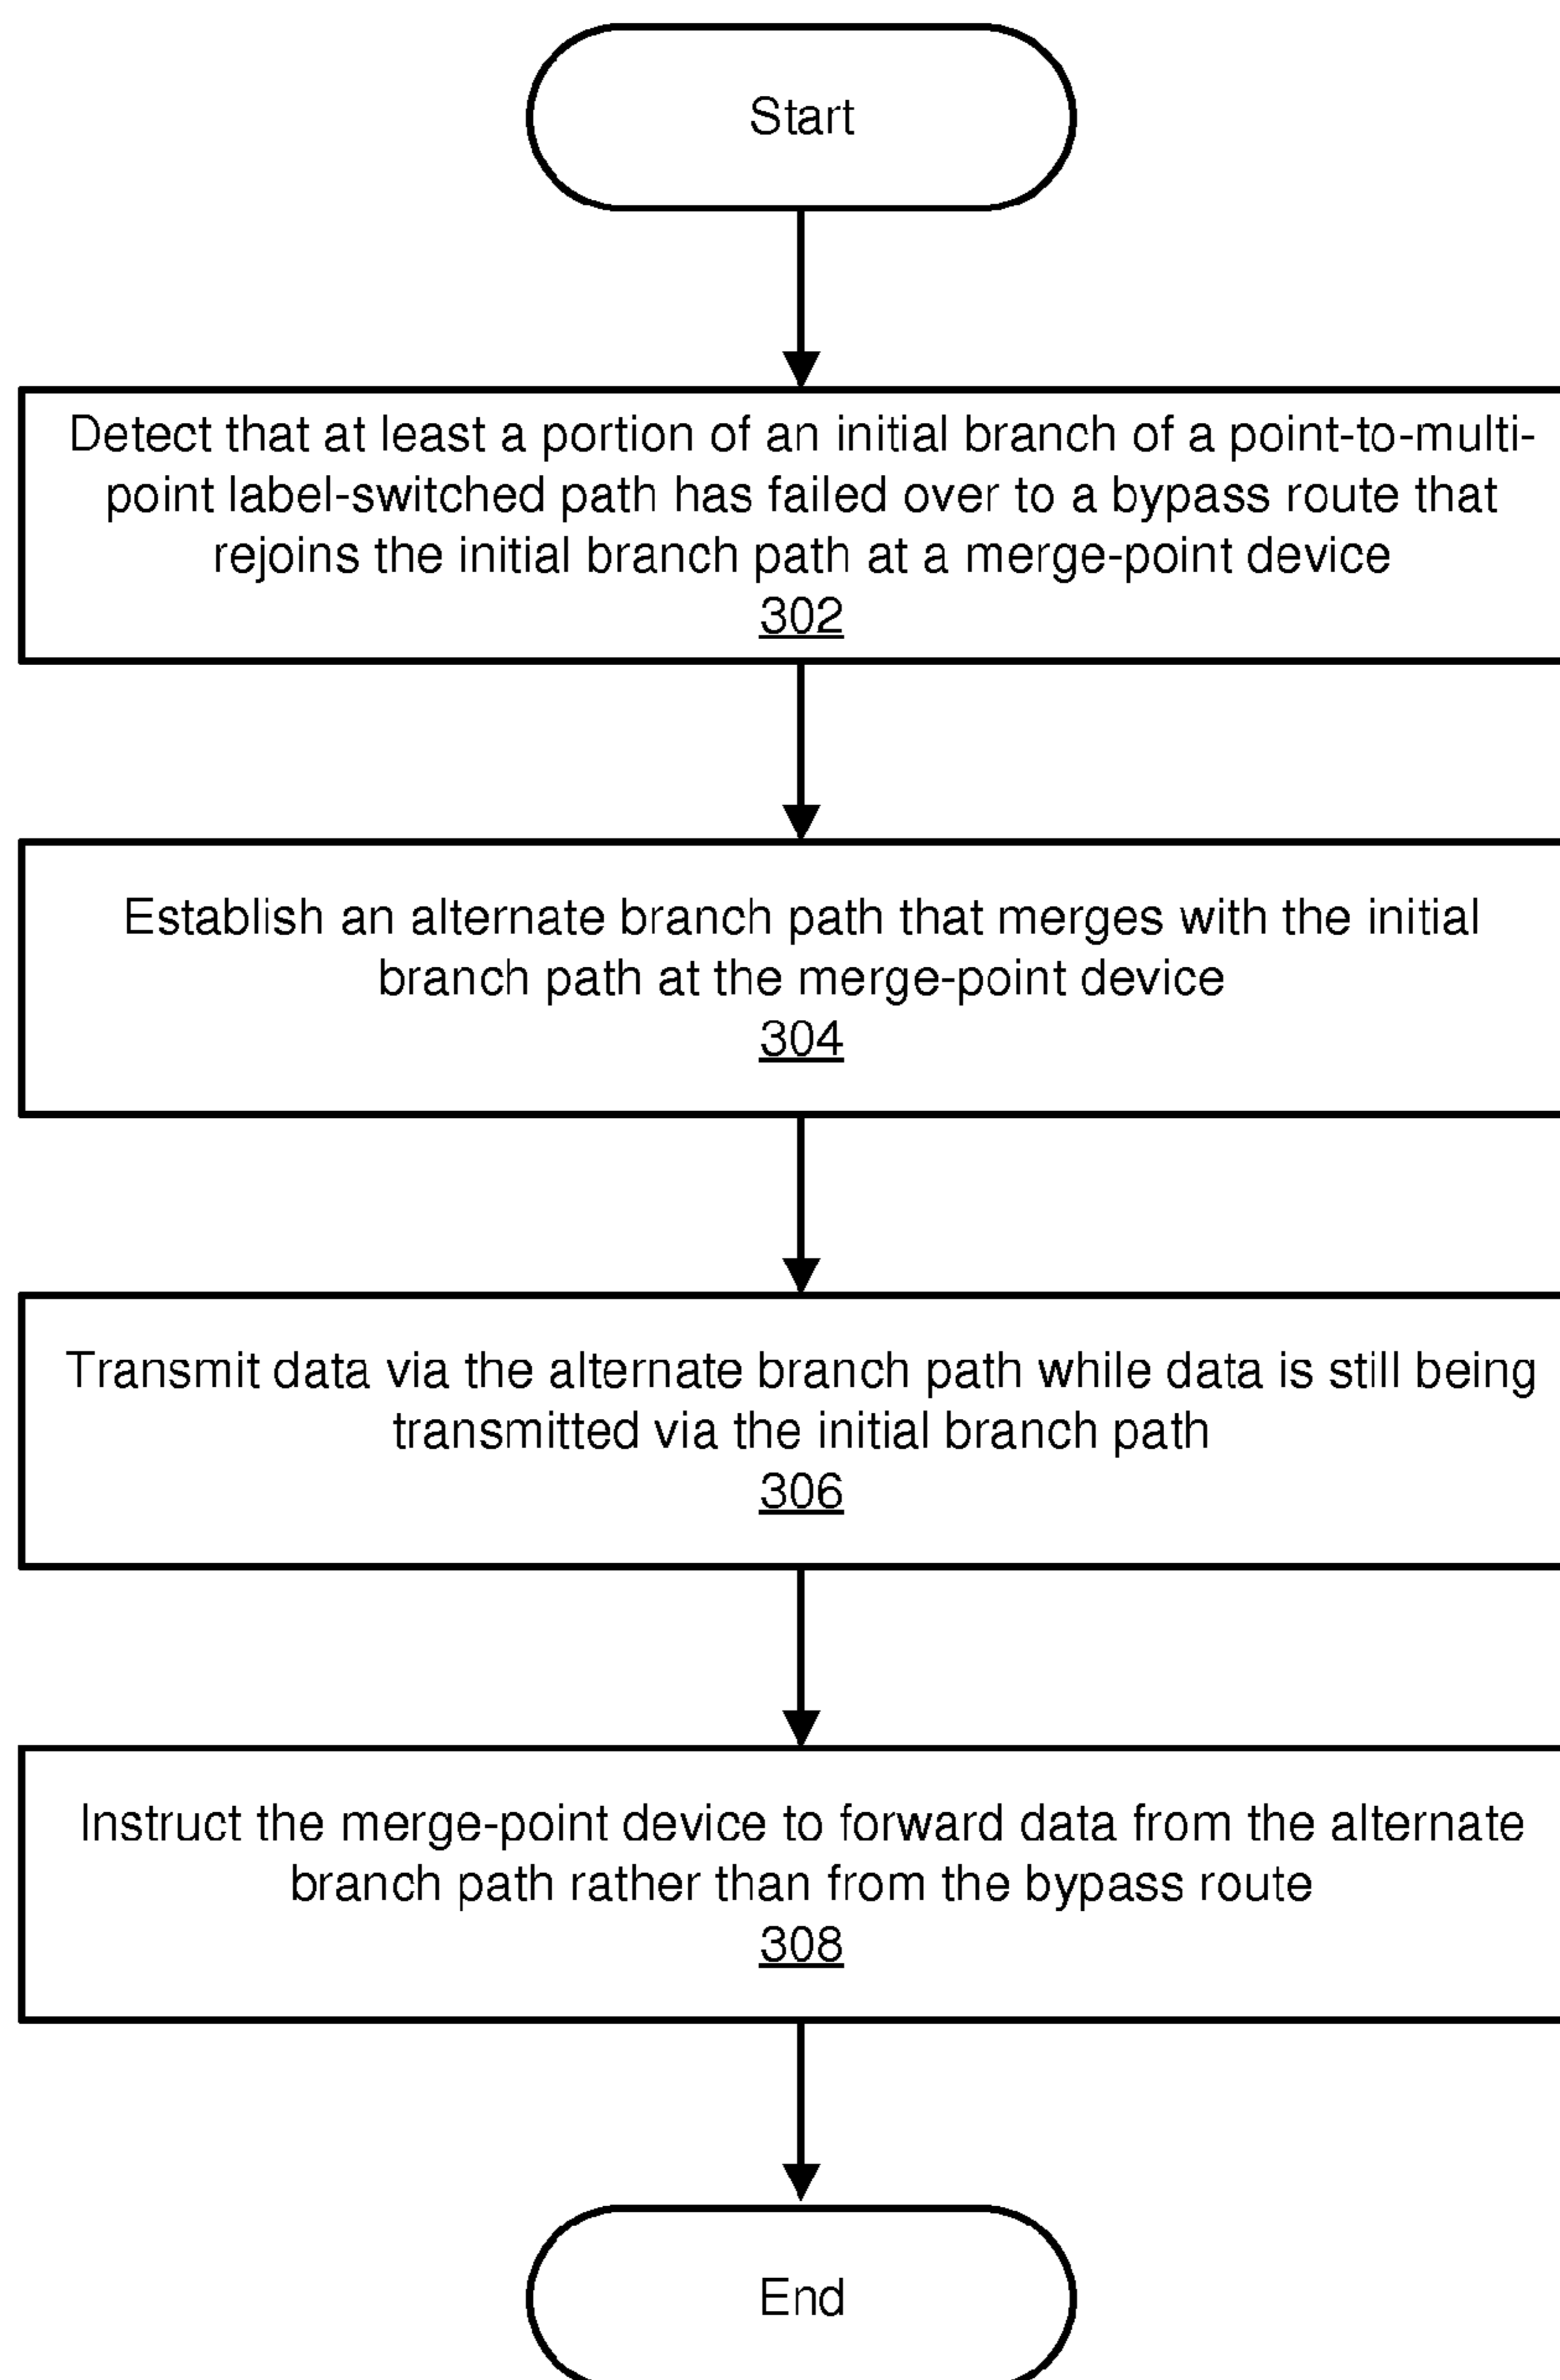 Start
Detect that at least a portion of an initial branch of a point-to-multi-
point label-switched path has failed over to a bypass route that
rejoins the initial branch path at a merge-point device
302
Establish an alternate branch path that merges with the initial
branch path at the merge-point device
304
Transmit data via the alternate branch path while data is still being
transmitted via the initial branch path
306
Instruct the merge-point device to forward data from the alternate
branch path rather than from the bypass route
308
End